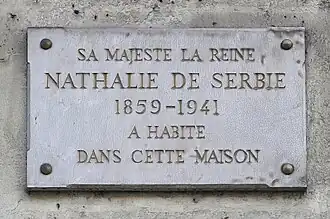 SA MAJESTE LA REINE
NATHALIE DE SERBIE
1859-1941
A HABITE
DANS CETTE MAISON